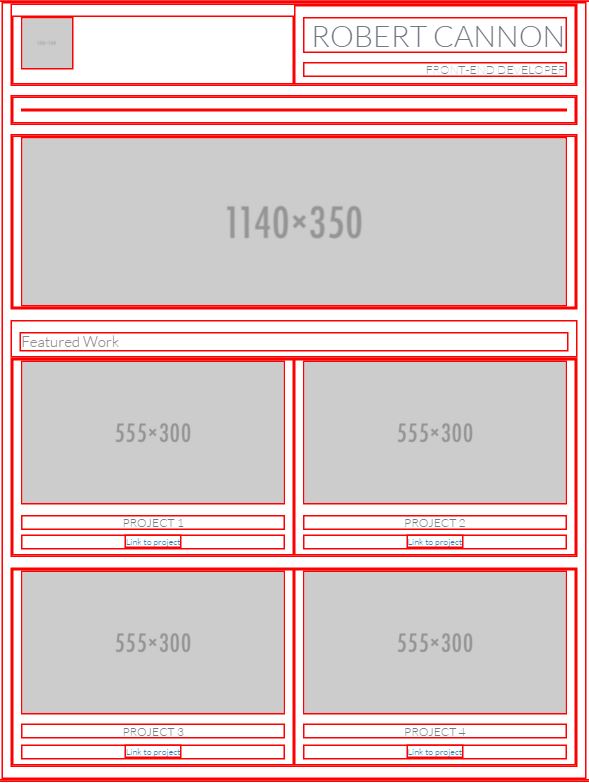 ROBERT CANNON
FRONT-END DEVELOPER
1140×350
Featured Work
555×300
555×300
PROJECT 1
PROJECT 2
Link to project
Link to project
555×300
555×300
PROJECT 3
PROJECT 4
Link to project
Link to project